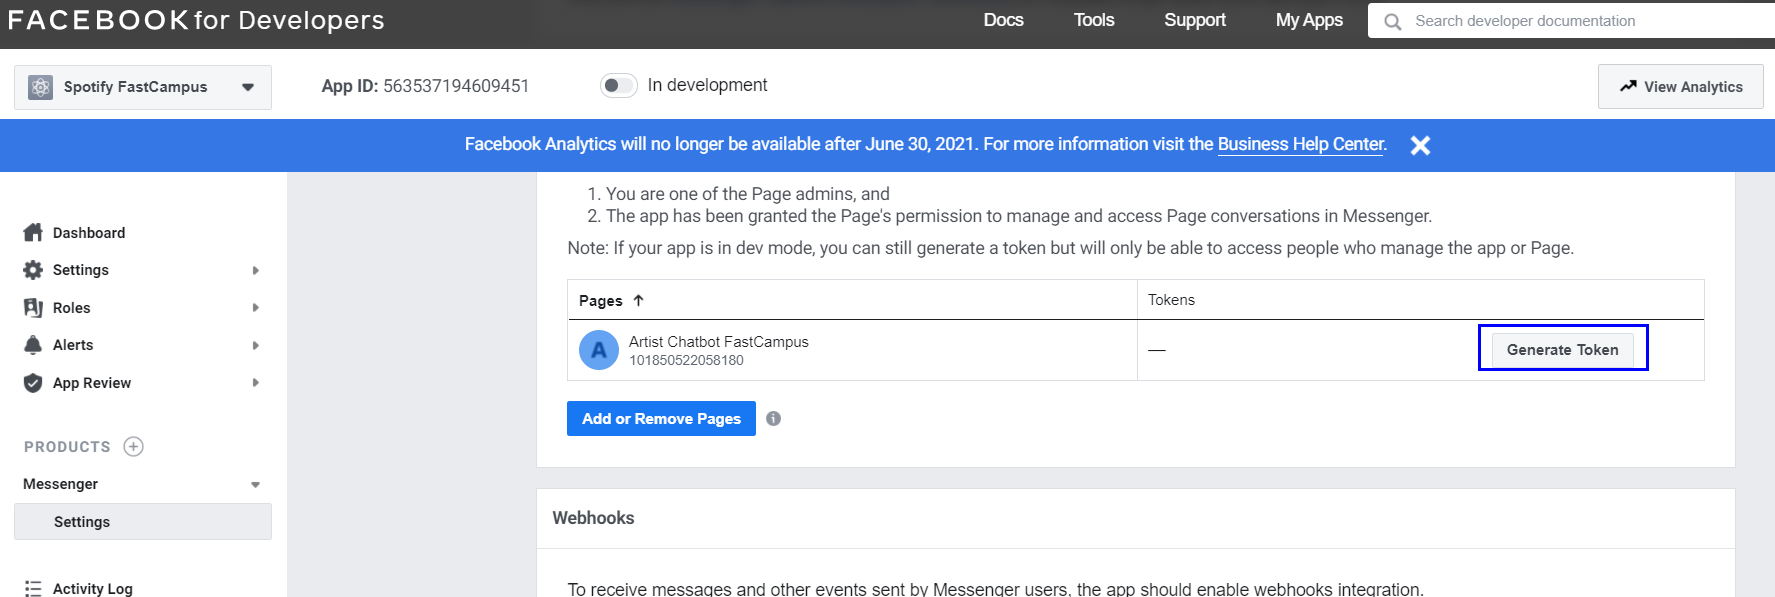 FACEBOOK for Developers
Docs
Tools
Support
My Apps
Search developer documentation
Spotify FastCampus
App ID: 563537194609451
In development
View Analytics
Facebook Analytics will no longer be available after June 30, 2021. For more information visit the Business Help Center.
Dashboard
Settings
Roles
Alerts
App Review
PRODUCTS
Messenger
Settings
Activity Log
1. You are one of the Page admins, and
2. The app has been granted the Page's permission to manage and access Page conversations in Messenger.
Note: If your app is in dev mode, you can still generate a token but will only be able to access people who manage the app or Page.
Pages
Tokens
A
Artist Chatbot FastCampus
101850522058180
—
Generate Token
Add or Remove Pages
Webhooks
To receive messages and other events sent by Messenger users, the app should enable webhooks integration.